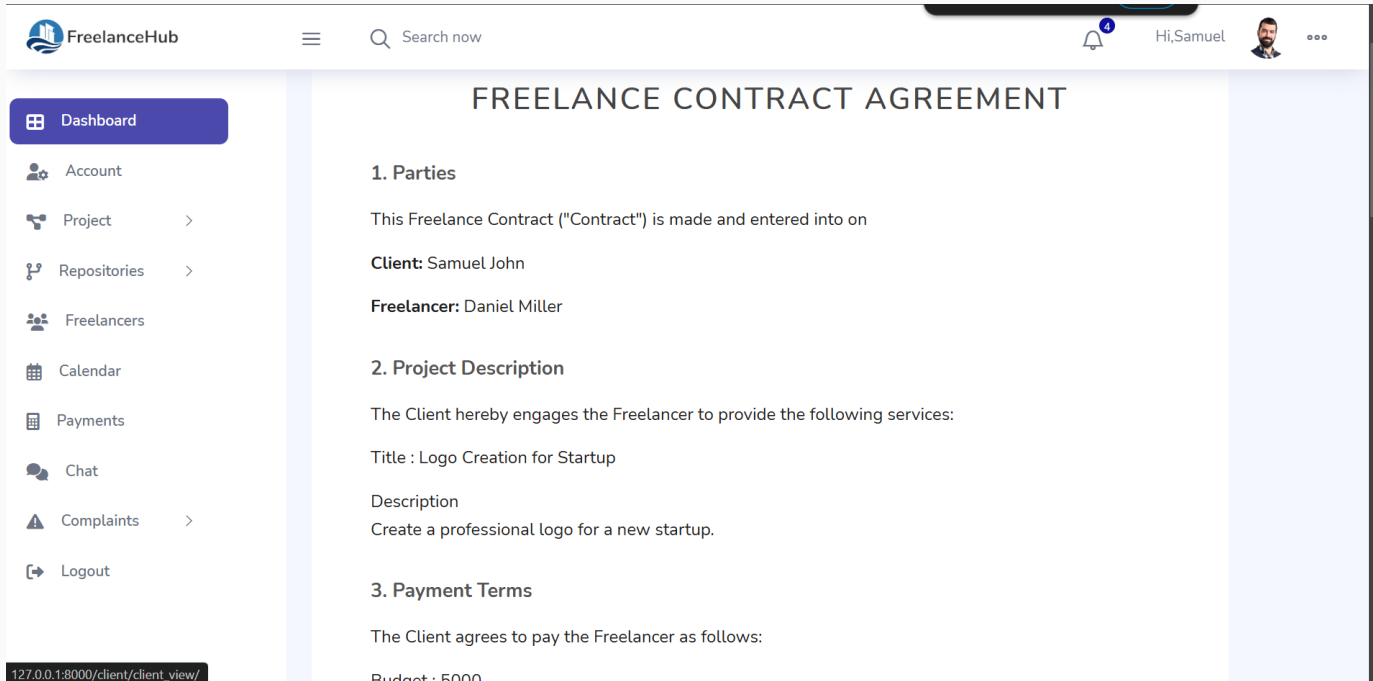 FreelanceHub
Search now
4
Hi,Samuel
Dashboard
Account
Project
Repositories
Freelancers
Calendar
Payments
Chat
Complaints
Logout
FREELANCE CONTRACT AGREEMENT
1. Parties
This Freelance Contract ("Contract") is made and entered into on
Client: Samuel John
Freelancer: Daniel Miller
2. Project Description
The Client hereby engages the Freelancer to provide the following services:
Title : Logo Creation for Startup
Description
Create a professional logo for a new startup.
3. Payment Terms
The Client agrees to pay the Freelancer as follows:
Budget : 5000
127.0.0.1:8000/client/client_view/